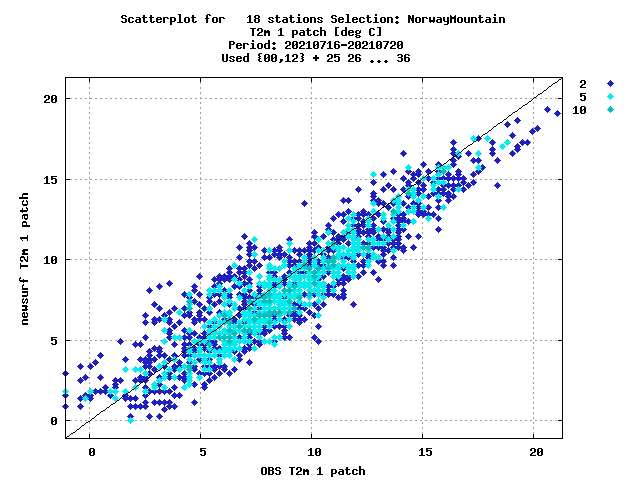 Scatterplot for   18 stations Selection: NorwayMountain
T2m 1 patch [deg C]
Period: 20210716-20210720
Used {00,12} + 25 26 ... 36
2
5
10
20
15
10
5
0
newsurf T2m 1 patch
0 5 10 15 20
OBS T2m 1 patch